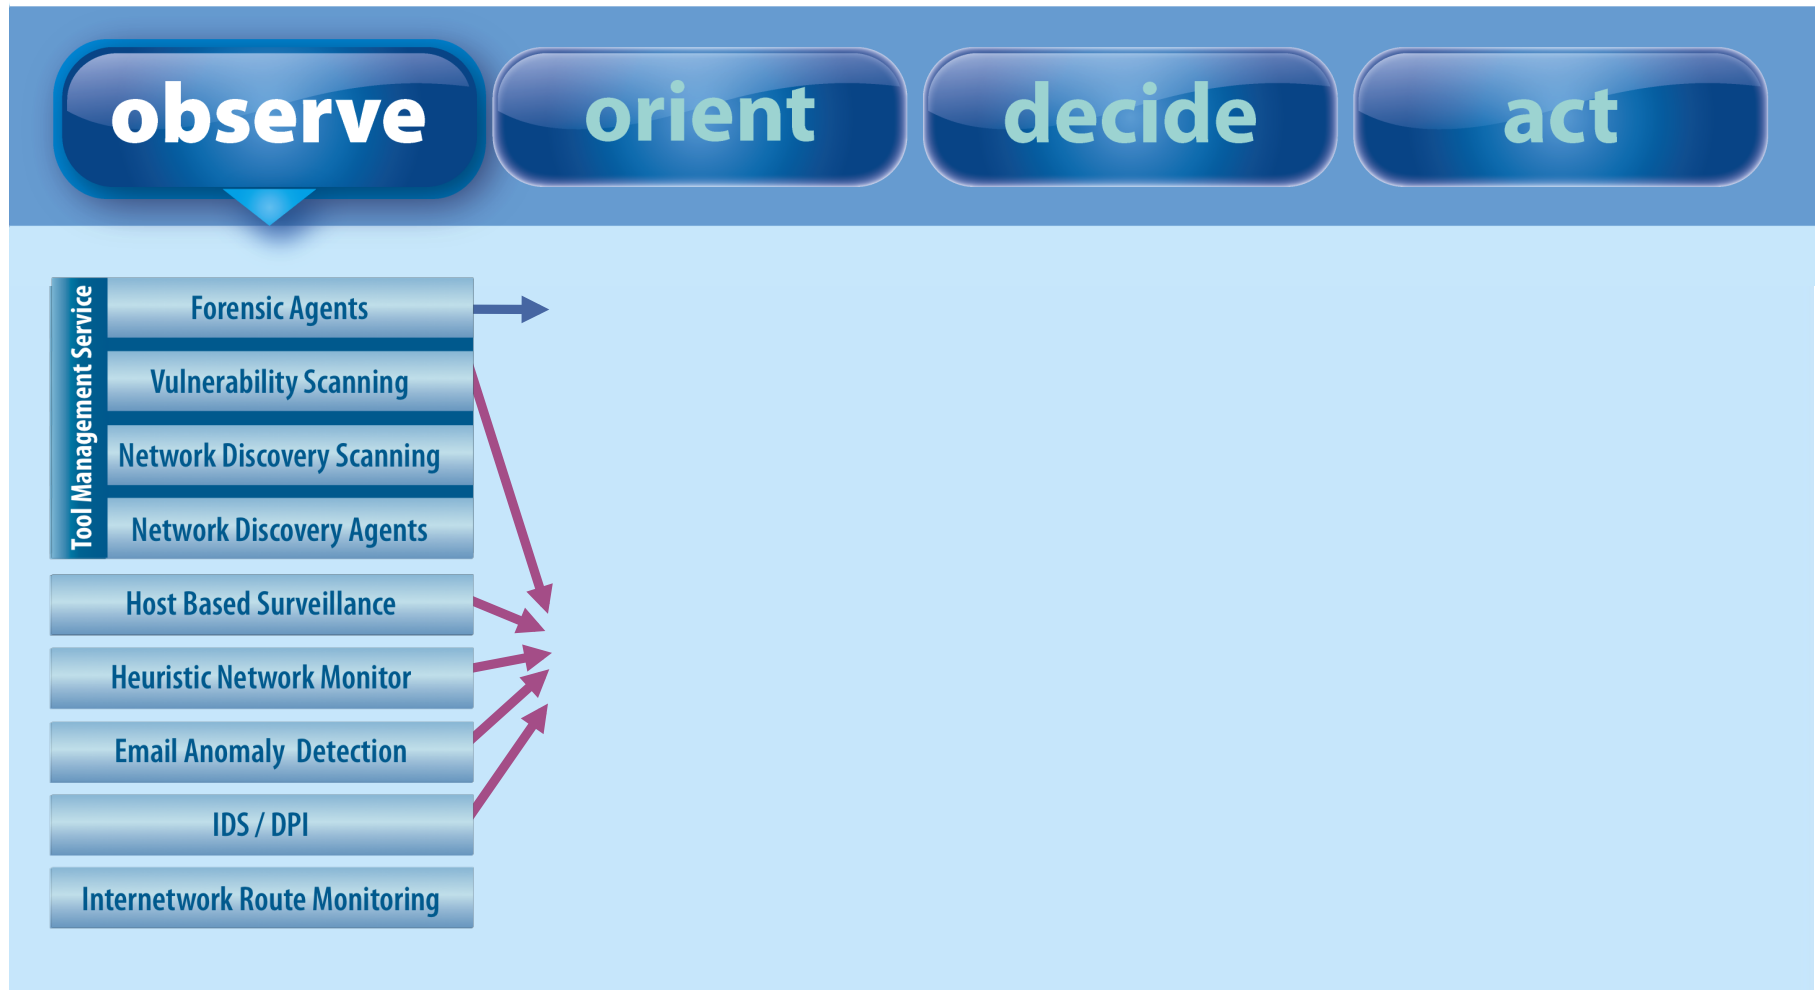 observe
orient
decide
act
Tool Management Service
Forensic Agents
Vulnerability Scanning
Network Discovery Scanning
Network Discovery Agents
Host Based Surveillance
Heuristic Network Monitor
Email Anomaly  Detection
IDS / DPI
Internetwork Route Monitoring